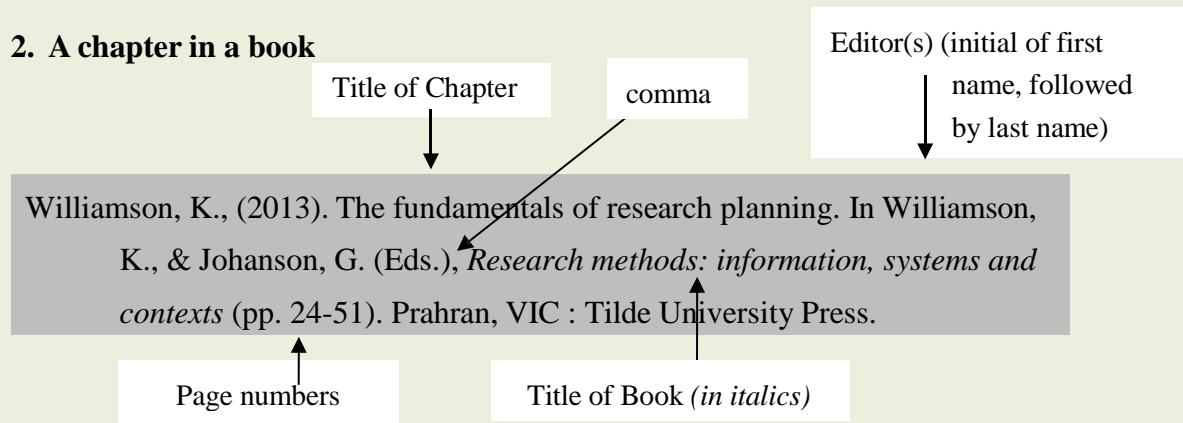 2. A chapter in a book
Editor(s) (initial of first
name, followed
by last name)
Title of Chapter
comma
Williamson, K., (2013). The fundamentals of research planning. In Williamson,
K., & Johanson, G. (Eds.), Research methods: information, systems and
contexts (pp. 24-51). Prahran, VIC : Tilde University Press.
Page numbers
Title of Book (in italics)